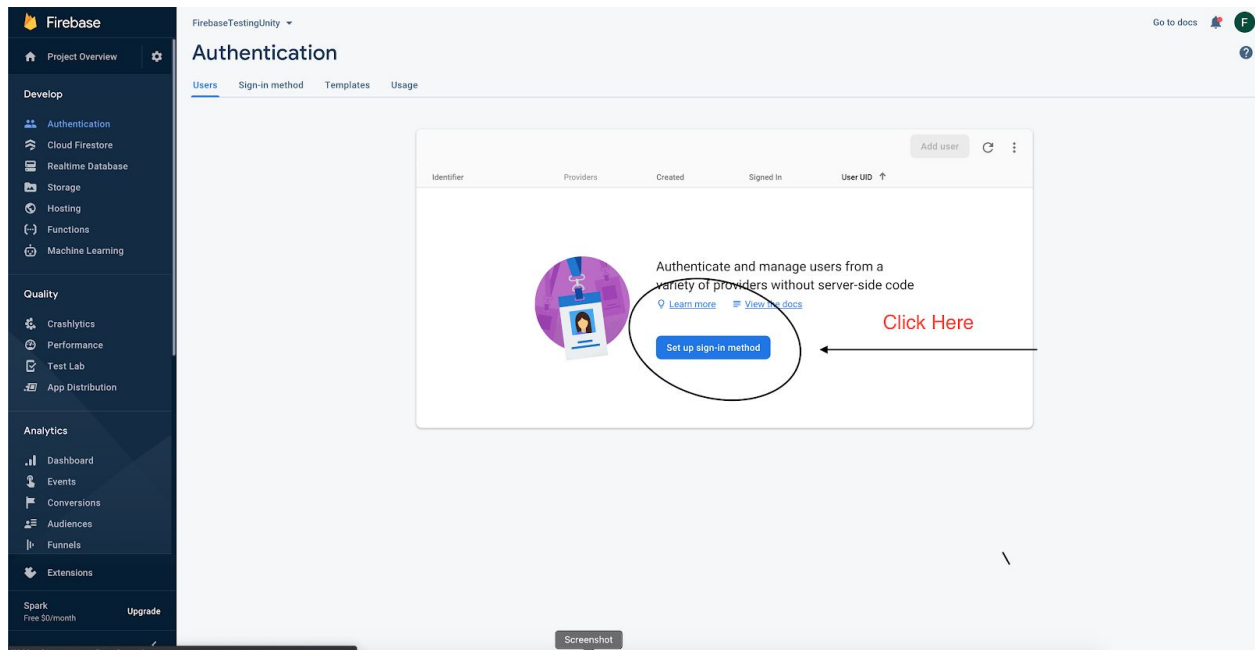 Firebase
Project Overview
Develop
Authentication
Cloud Firestore
Realtime Database
Storage
Hosting
Functions
Machine Learning
Quality
Crashlytics
Performance
Test Lab
App Distribution
Analytics
Dashboard
Events
Conversions
Audiences
Funnels
Extensions
Spark
Free $0/month
Upgrade
FirebaseTestingUnity
Go to docs
F
Authentication
?
Users Sign-in method Templates Usage
Add user
Identifier Providers Created Signed In User UID
Authenticate and manage users from a
variety of providers without server-side code
Learn more View the docs
Click Here
Set up sign-in method
Screenshot